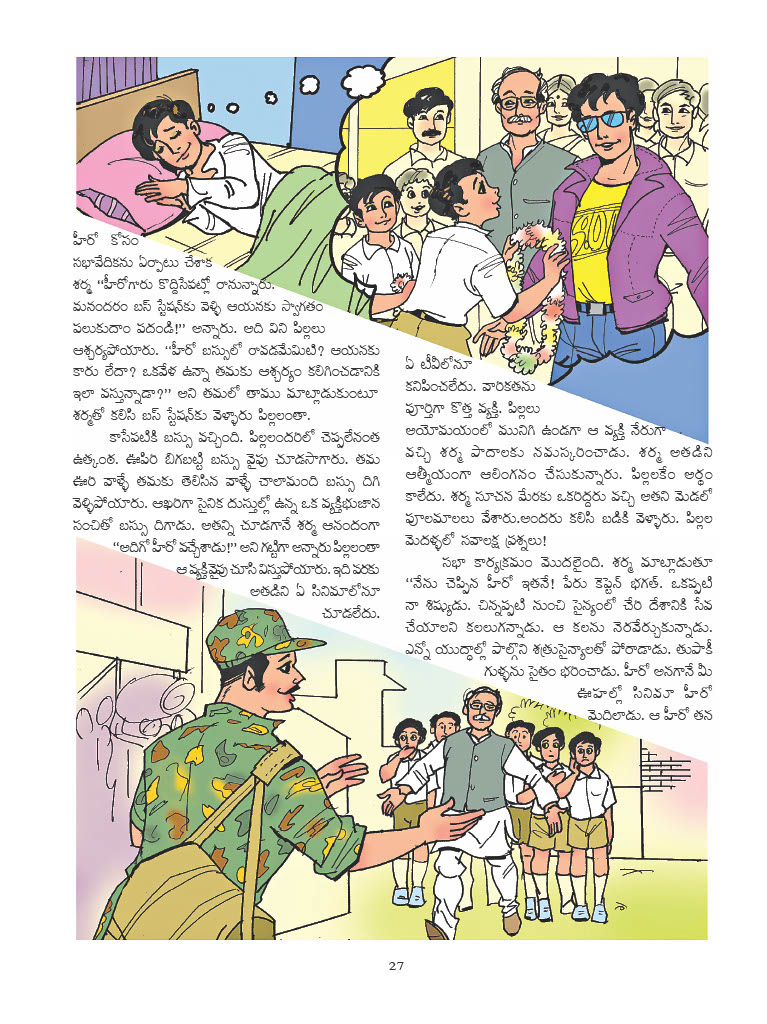 హీరో కోసం
సభావేదికను ఏర్పాటు చేశాక
శర్మ “హీరోగారు కొద్దిసేపట్లో రానున్నారు.
మనందరం బస్ స్టేషన్‌కు వెళ్ళి ఆయనకు స్వాగతం
పలుకుదాం పదండి!” అన్నారు. అది విని పిల్లలు
ఆశ్చర్యపోయారు. “హీరో బస్సులో రావడమేమిటి? ఆయనకు
కారు లేదా? ఒకవేళ ఉన్నా తమకు ఆశ్చర్యం కలిగించడానికి
ఇలా వస్తున్నాడా?” అని తమలో తాము మాట్లాడుకుంటూ
శర్మతో కలిసి బస్ స్టేషన్‌కు వెళ్ళారు పిల్లలంతా.
కాసేపటికి బస్సు వచ్చింది. పిల్లలందరిలో చెప్పలేనంత
ఉత్కంఠ. ఊపిరి బిగబట్టి బస్సు వైపు చూడసాగారు. తమ
ఊరి వాళ్ళే తమకు తెలిసిన వాళ్ళే చాలామంది బస్సు దిగి
వెళ్ళిపోయారు. ఆఖరిగా సైనిక దుస్తుల్లో ఉన్న ఒక వ్యక్తిభుజాన
సంచితో బస్సు దిగాడు. అతన్ని చూడగానే శర్మ ఆనందంగా
“అదిగో హీరో వచ్చేశాడు!” అని గట్టిగా అన్నారు పిల్లలంతా
ఆ వ్యక్తివైపు చూసి విస్తుపోయారు. ఇది వరకు
అతడిని ఏ సినిమాలోనూ
చూడలేదు.
ఏ టీవీలోనూ
కనిపించలేదు. వారికతను
పూర్తిగా కొత్త వ్యక్తి. పిల్లలు
అయోమయంలో మునిగి ఉండగా ఆ వ్యక్తి నేరుగా
వచ్చి శర్మ పాదాలకు నమస్కరించాడు. శర్మ అతడిని
ఆత్మీయంగా ఆలింగనం చేసుకున్నారు. పిల్లలకేం అర్థం
కాలేదు. శర్మ సూచన మేరకు ఒకరిద్దరు వచ్చి అతని మెడలో
పూలమాలలు వేశారు.అందరు కలిసి బడికి వెళ్ళారు. పిల్లల
మెదళ్ళలో సవాలక్ష ప్రశ్నలు!
సభా కార్యక్రమం మొదలైంది. శర్మ మాట్లాడుతూ
“నేను చెప్పిన హీరో ఇతనే! పేరు కెప్టెన్ భగత్. ఒకప్పటి
నా శిష్యుడు. చిన్నప్పటి నుంచి సైన్యంలో చేరి దేశానికి సేవ
చేయాలని కలలుగన్నాడు. ఆ కలను నెరవేర్చుకున్నాడు.
ఎన్నో యుద్ధాల్లో పాల్గొని శత్రుసైన్యాలతో పోరాడాడు. తుపాకీ
గుళ్ళను సైతం భరించాడు. హీరో అనగానే మీ
ఊహల్లో సినిమా హీరో
మెదిలాడు. ఆ హీరో తన
27